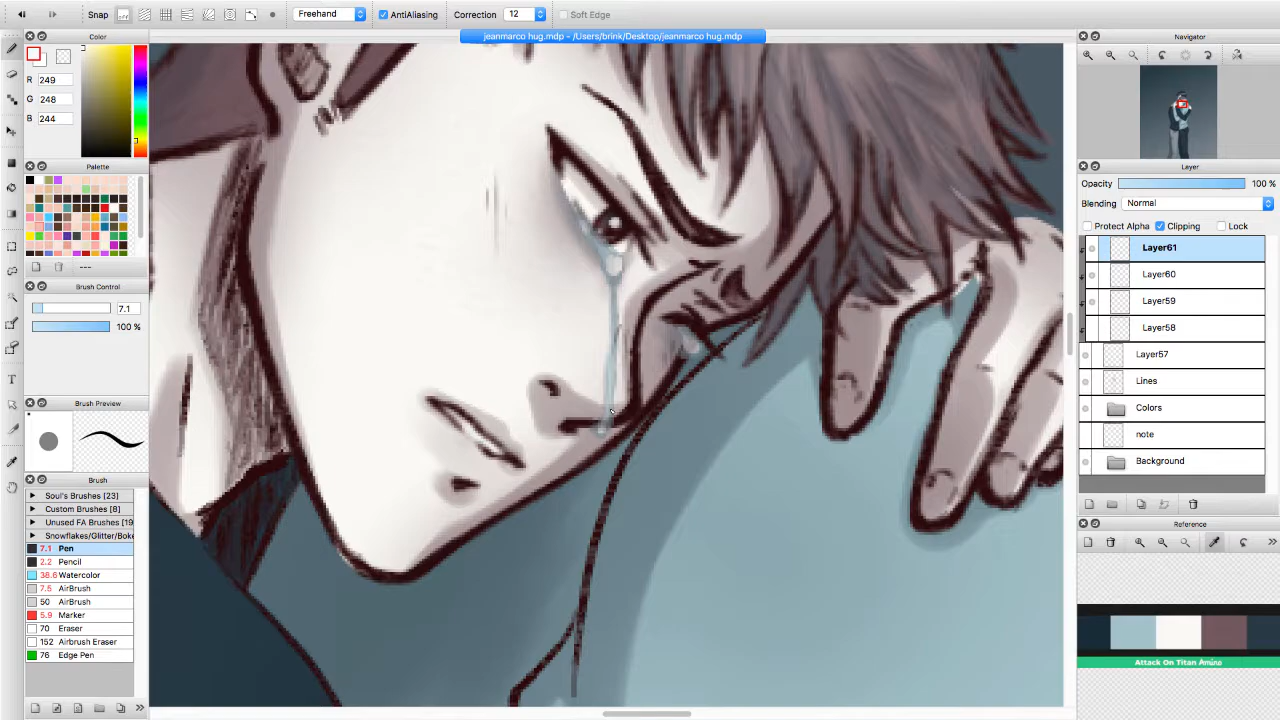 Snap
Freehand
AntiAliasing
Correction
12
Soft Edge
jeanmarco hug.mdp - /Users/brink/Desktop/jeanmarco hug.mdp
Color
R 249
G 248
B 244
Palette
---
Brush Control
7.1
100 %
Brush Preview
Brush
Soul's Brushes [23]
Custom Brushes [8]
Unused FA Brushes [19
Snowflakes/Glitter/Boke
7.1 Pen
2.2 Pencil
38.6 Watercolor
7.5 AirBrush
50 AirBrush
5.9 Marker
70 Eraser
152 Airbrush Eraser
76 Edge Pen
Navigator
Layer
Opacity 100 %
Blending Normal
Protect Alpha Clipping Lock
Layer61
Layer60
Layer59
Layer58
Layer57
Lines
Colors
note
Background
Reference
Attack On Titan Amino